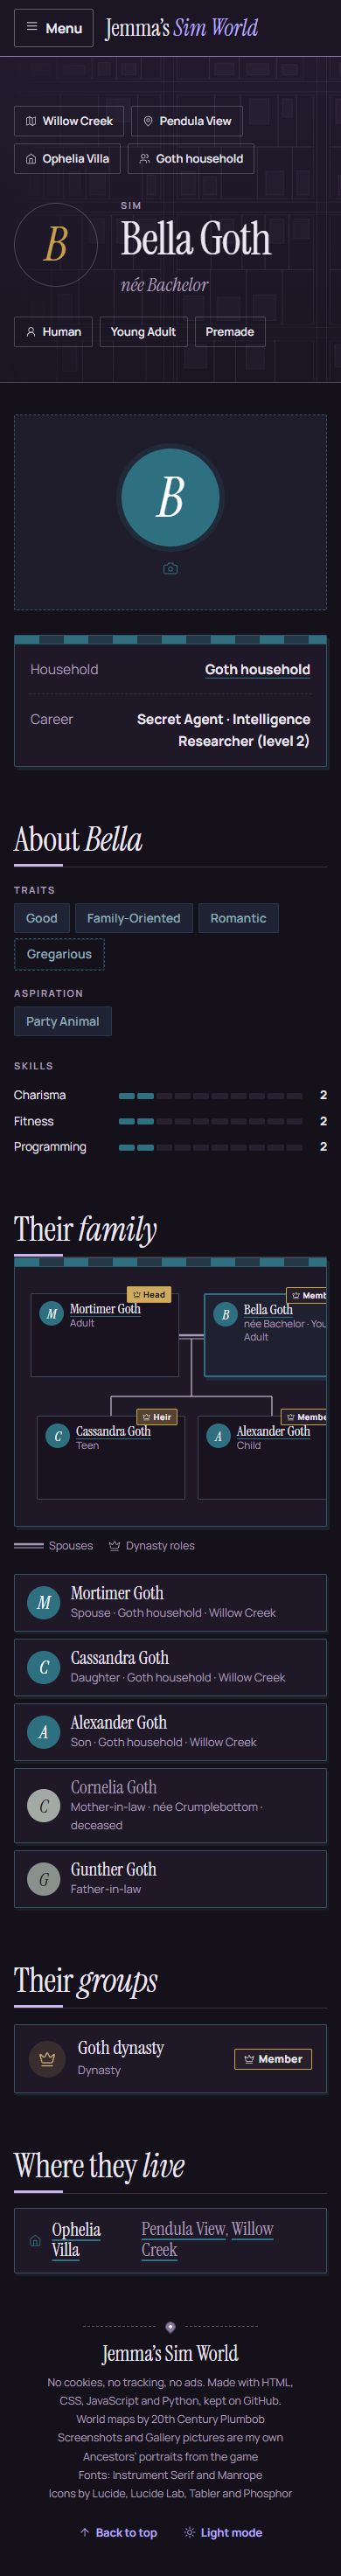 Menu
Jemma's Sim World
Willow Creek
Pendula View
Ophelia Villa
Goth household
SIM
B
Bella Goth
née Bachelor
Human
Young Adult
Premade
B
Household
Goth household
Career
Secret Agent · Intelligence
Researcher (level 2)
About Bella
TRAITS
Good
Family-Oriented
Romantic
Gregarious
ASPIRATION
Party Animal
SKILLS
Charisma
2
Fitness
2
Programming
2
Their family
Head
M
Mortimer Goth
Adult
Memb
B
Bella Goth
née Bachelor · You
Adult
Heir
C
Cassandra Goth
Teen
Membe
A
Alexander Goth
Child
Spouses
Dynasty roles
M
Mortimer Goth
Spouse · Goth household · Willow Creek
C
Cassandra Goth
Daughter · Goth household · Willow Creek
A
Alexander Goth
Son · Goth household · Willow Creek
C
Cornelia Goth
Mother-in-law · née Crumplebottom ·
deceased
G
Gunther Goth
Father-in-law
Their groups
Goth dynasty
Dynasty
Member
Where they live
Ophelia
Villa
Pendula View, Willow
Creek
Jemma's Sim World
No cookies, no tracking, no ads. Made with HTML,
CSS, JavaScript and Python, kept on GitHub.
World maps by 20th Century Plumbob
Screenshots and Gallery pictures are my own
Ancestors' portraits from the game
Fonts: Instrument Serif and Manrope
Icons by Lucide, Lucide Lab, Tabler and Phosphor
Back to top
Light mode